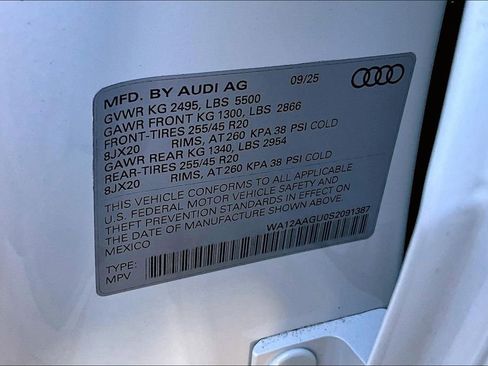 MFD. BY AUDI AG 09/25
GVWR KG 2495, LBS 5500
GAWR FRONT KG 1300, LBS 2866
FRONT-TIRES 255/45 R20
8JX20 RIMS, AT 260 KPA 38 PSI COLD
GAWR REAR KG 1340, LBS 2954
REAR-TIRES 255/45 R20
8JX20 RIMS, AT 260 KPA 38 PSI COLD
THIS VEHICLE CONFORMS TO ALL APPLICABLE
U.S. FEDERAL MOTOR VEHICLE SAFETY AND
THEFT PREVENTION STANDARDS IN EFFECT ON
THE DATE OF MANUFACTURE SHOWN ABOVE.
MEXICO
WA12AAGU0S2091387
TYPE:
MPV